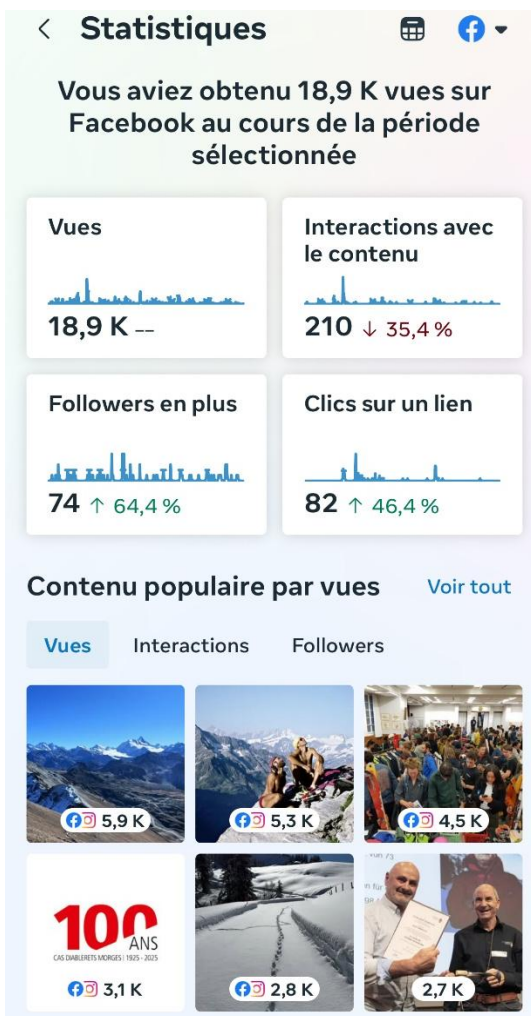 Statistiques
Vous aviez obtenu 18,9 K vues sur
Facebook au cours de la période
sélectionnée
Vues
18,9 K --
Interactions avec
le contenu
210 ↓ 35,4 %
Followers en plus
74 ↑ 64,4 %
Clics sur un lien
82 ↑ 46,4 %
Contenu populaire par vues
Voir tout
Vues
Interactions
Followers
5,9 K
5,3 K
4,5 K
100
ANS
CAS DIABLERETS MORGES | 1925 - 2025
3,1 K
2,8 K
2,7 K